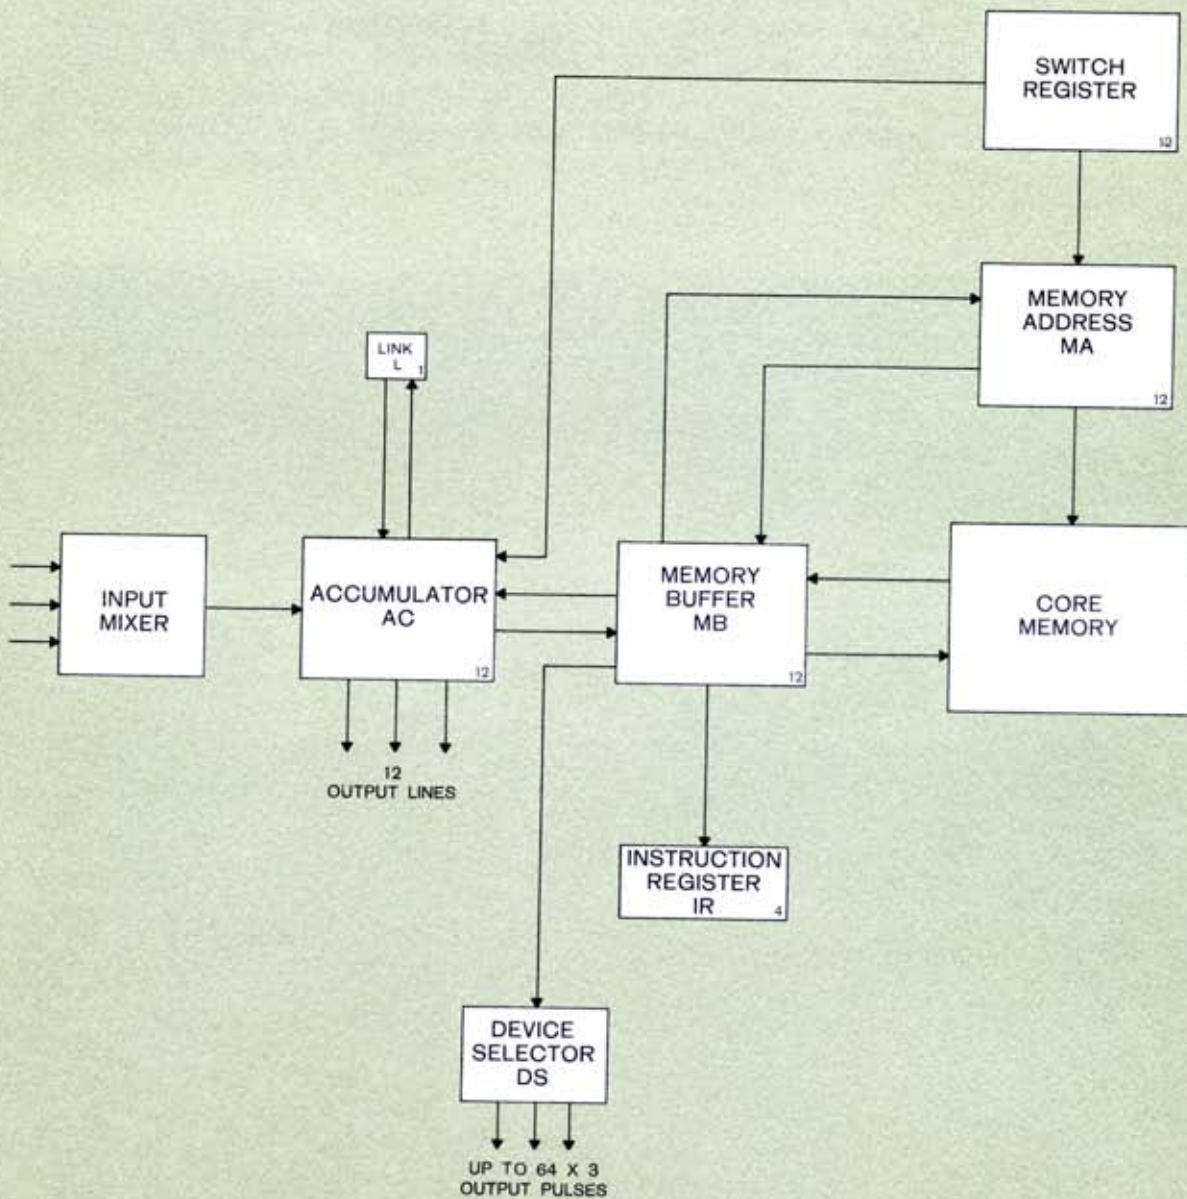 SWITCH
REGISTER
12
MEMORY
ADDRESS
MA
12
LINK
L
1
INPUT
MIXER
ACCUMULATOR
AC
12
MEMORY
BUFFER
MB
12
CORE
MEMORY
12
OUTPUT LINES
INSTRUCTION
REGISTER
IR
4
DEVICE
SELECTOR
DS
UP TO 64 X 3
OUTPUT PULSES